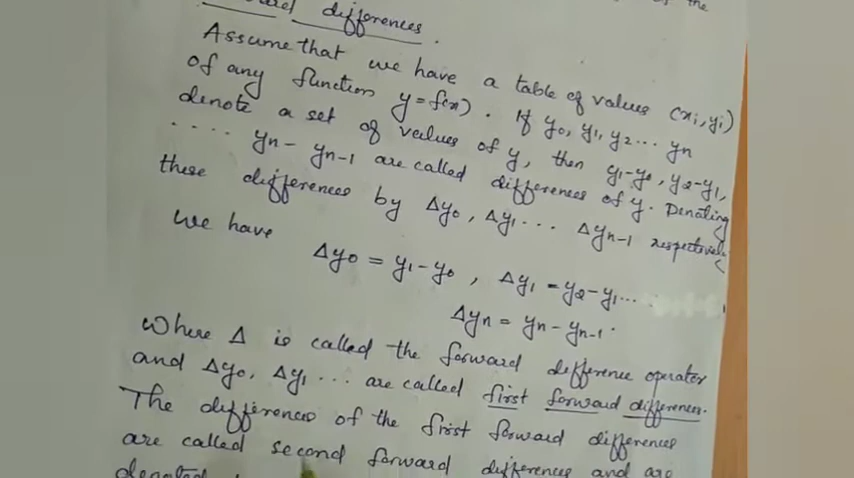 differences.
Assume that we have a table of values (xi, yi)
of any function y = f(x). If y0, y1, y2 ... yn
denote a set of values of y, then y1-y0, y2-y1,
.... yn - yn-1 are called differences of y. Denoting
these differences by Δy0, Δy1 ... Δyn-1 respectively
we have
Δy0 = y1 - y0, Δy1 = y2 - y1 ...
Δyn = yn - yn-1.
Where Δ is called the forward difference operator
and Δy0, Δy1 ... are called first forward differences.
The differences of the first forward differences
are called second forward differences and are
denoted